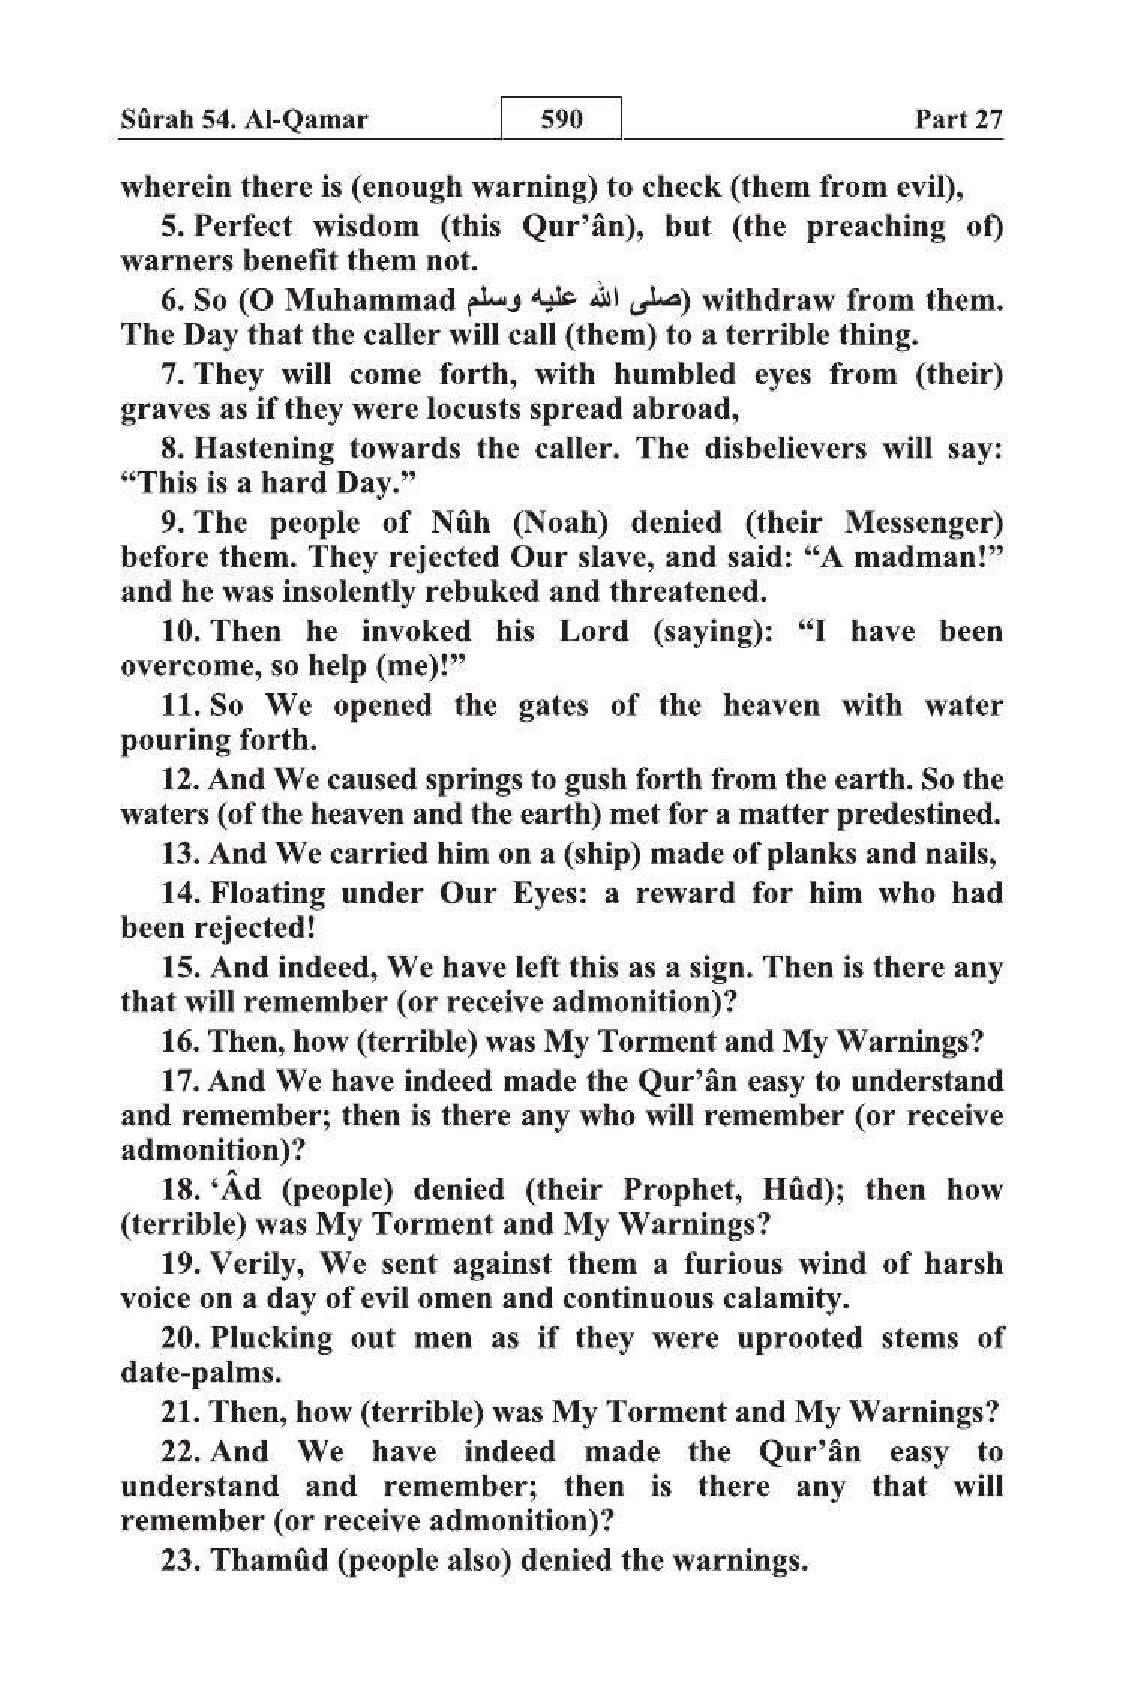 Sûrah 54. Al-Qamar 590 Part 27
wherein there is (enough warning) to check (them from evil),
5. Perfect wisdom (this Qur’ân), but (the preaching of)
warners benefit them not.
6. So (O Muhammad صلى الله عليه وسلم) withdraw from them.
The Day that the caller will call (them) to a terrible thing.
7. They will come forth, with humbled eyes from (their)
graves as if they were locusts spread abroad,
8. Hastening towards the caller. The disbelievers will say:
“This is a hard Day.”
9. The people of Nûh (Noah) denied (their Messenger)
before them. They rejected Our slave, and said: “A madman!”
and he was insolently rebuked and threatened.
10. Then he invoked his Lord (saying): “I have been
overcome, so help (me)!”
11. So We opened the gates of the heaven with water
pouring forth.
12. And We caused springs to gush forth from the earth. So the
waters (of the heaven and the earth) met for a matter predestined.
13. And We carried him on a (ship) made of planks and nails,
14. Floating under Our Eyes: a reward for him who had
been rejected!
15. And indeed, We have left this as a sign. Then is there any
that will remember (or receive admonition)?
16. Then, how (terrible) was My Torment and My Warnings?
17. And We have indeed made the Qur’ân easy to understand
and remember; then is there any who will remember (or receive
admonition)?
18. ‘Âd (people) denied (their Prophet, Hûd); then how
(terrible) was My Torment and My Warnings?
19. Verily, We sent against them a furious wind of harsh
voice on a day of evil omen and continuous calamity.
20. Plucking out men as if they were uprooted stems of
date-palms.
21. Then, how (terrible) was My Torment and My Warnings?
22. And We have indeed made the Qur’ân easy to
understand and remember; then is there any that will
remember (or receive admonition)?
23. Thamûd (people also) denied the warnings.